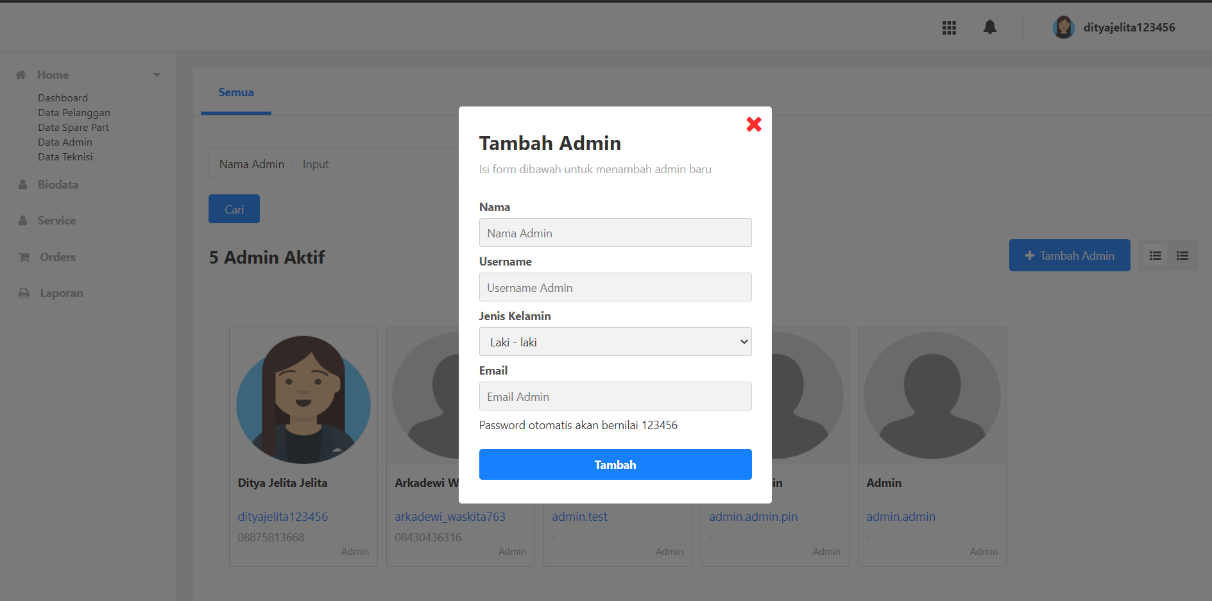 dityajelita123456
Home
Dashboard
Data Pelanggan
Data Spare Part
Data Admin
Data Teknisi
Biodata
Service
Orders
Laporan
Semua
Nama Admin Input
Cari
5 Admin Aktif
Tambah Admin
Tambah Admin
Isi form dibawah untuk menambah admin baru
Nama
Nama Admin
Username
Username Admin
Jenis Kelamin
Laki - laki
Email
Email Admin
Password otomatis akan bernilai 123456
Tambah
Ditya Jelita Jelita
dityajelita123456
08875813668
Admin
Arkadewi W
arkadewi_waskita763
08430436316
Admin
admin.test
-
Admin
in
admin.admin.pin
-
Admin
Admin
admin.admin
-
Admin